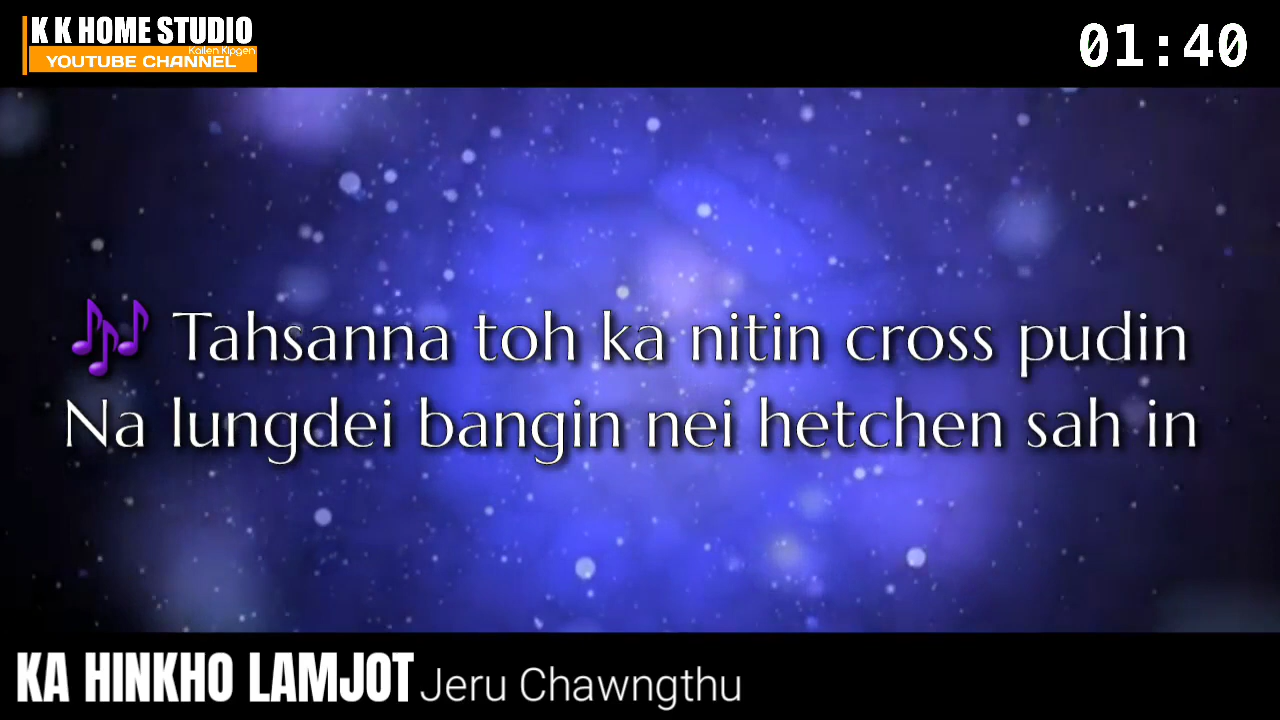 K K HOME STUDIO
Kailen Kipgen
YOUTUBE CHANNEL
01:40
🎶 Tahsanna toh ka nitin cross pudin
Na lungdei bangin nei hetchen sah in
KA HINKHO LAMJOT Jeru Chawngthu